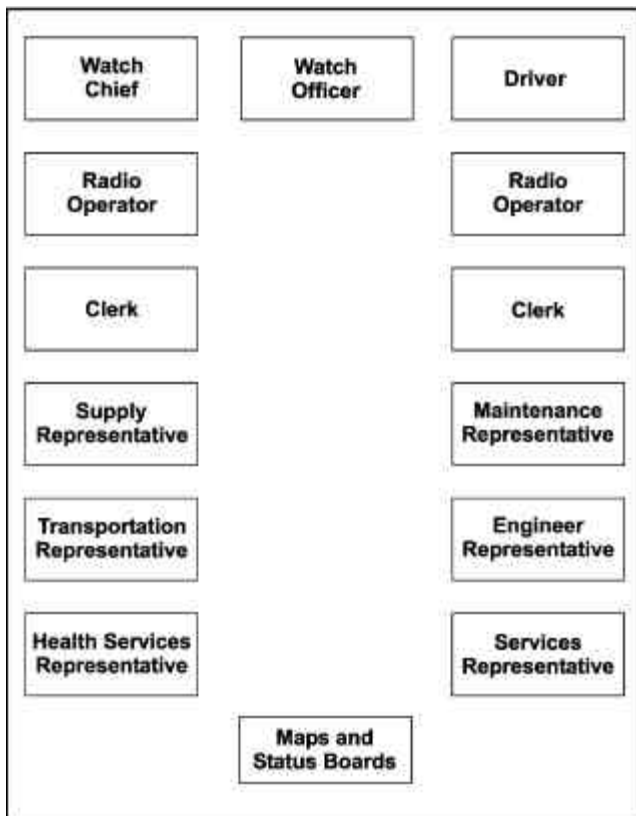 Watch
Chief
Watch
Officer
Driver
Radio
Operator
Radio
Operator
Clerk
Clerk
Supply
Representative
Maintenance
Representative
Transportation
Representative
Engineer
Representative
Health Services
Representative
Services
Representative
Maps and
Status Boards